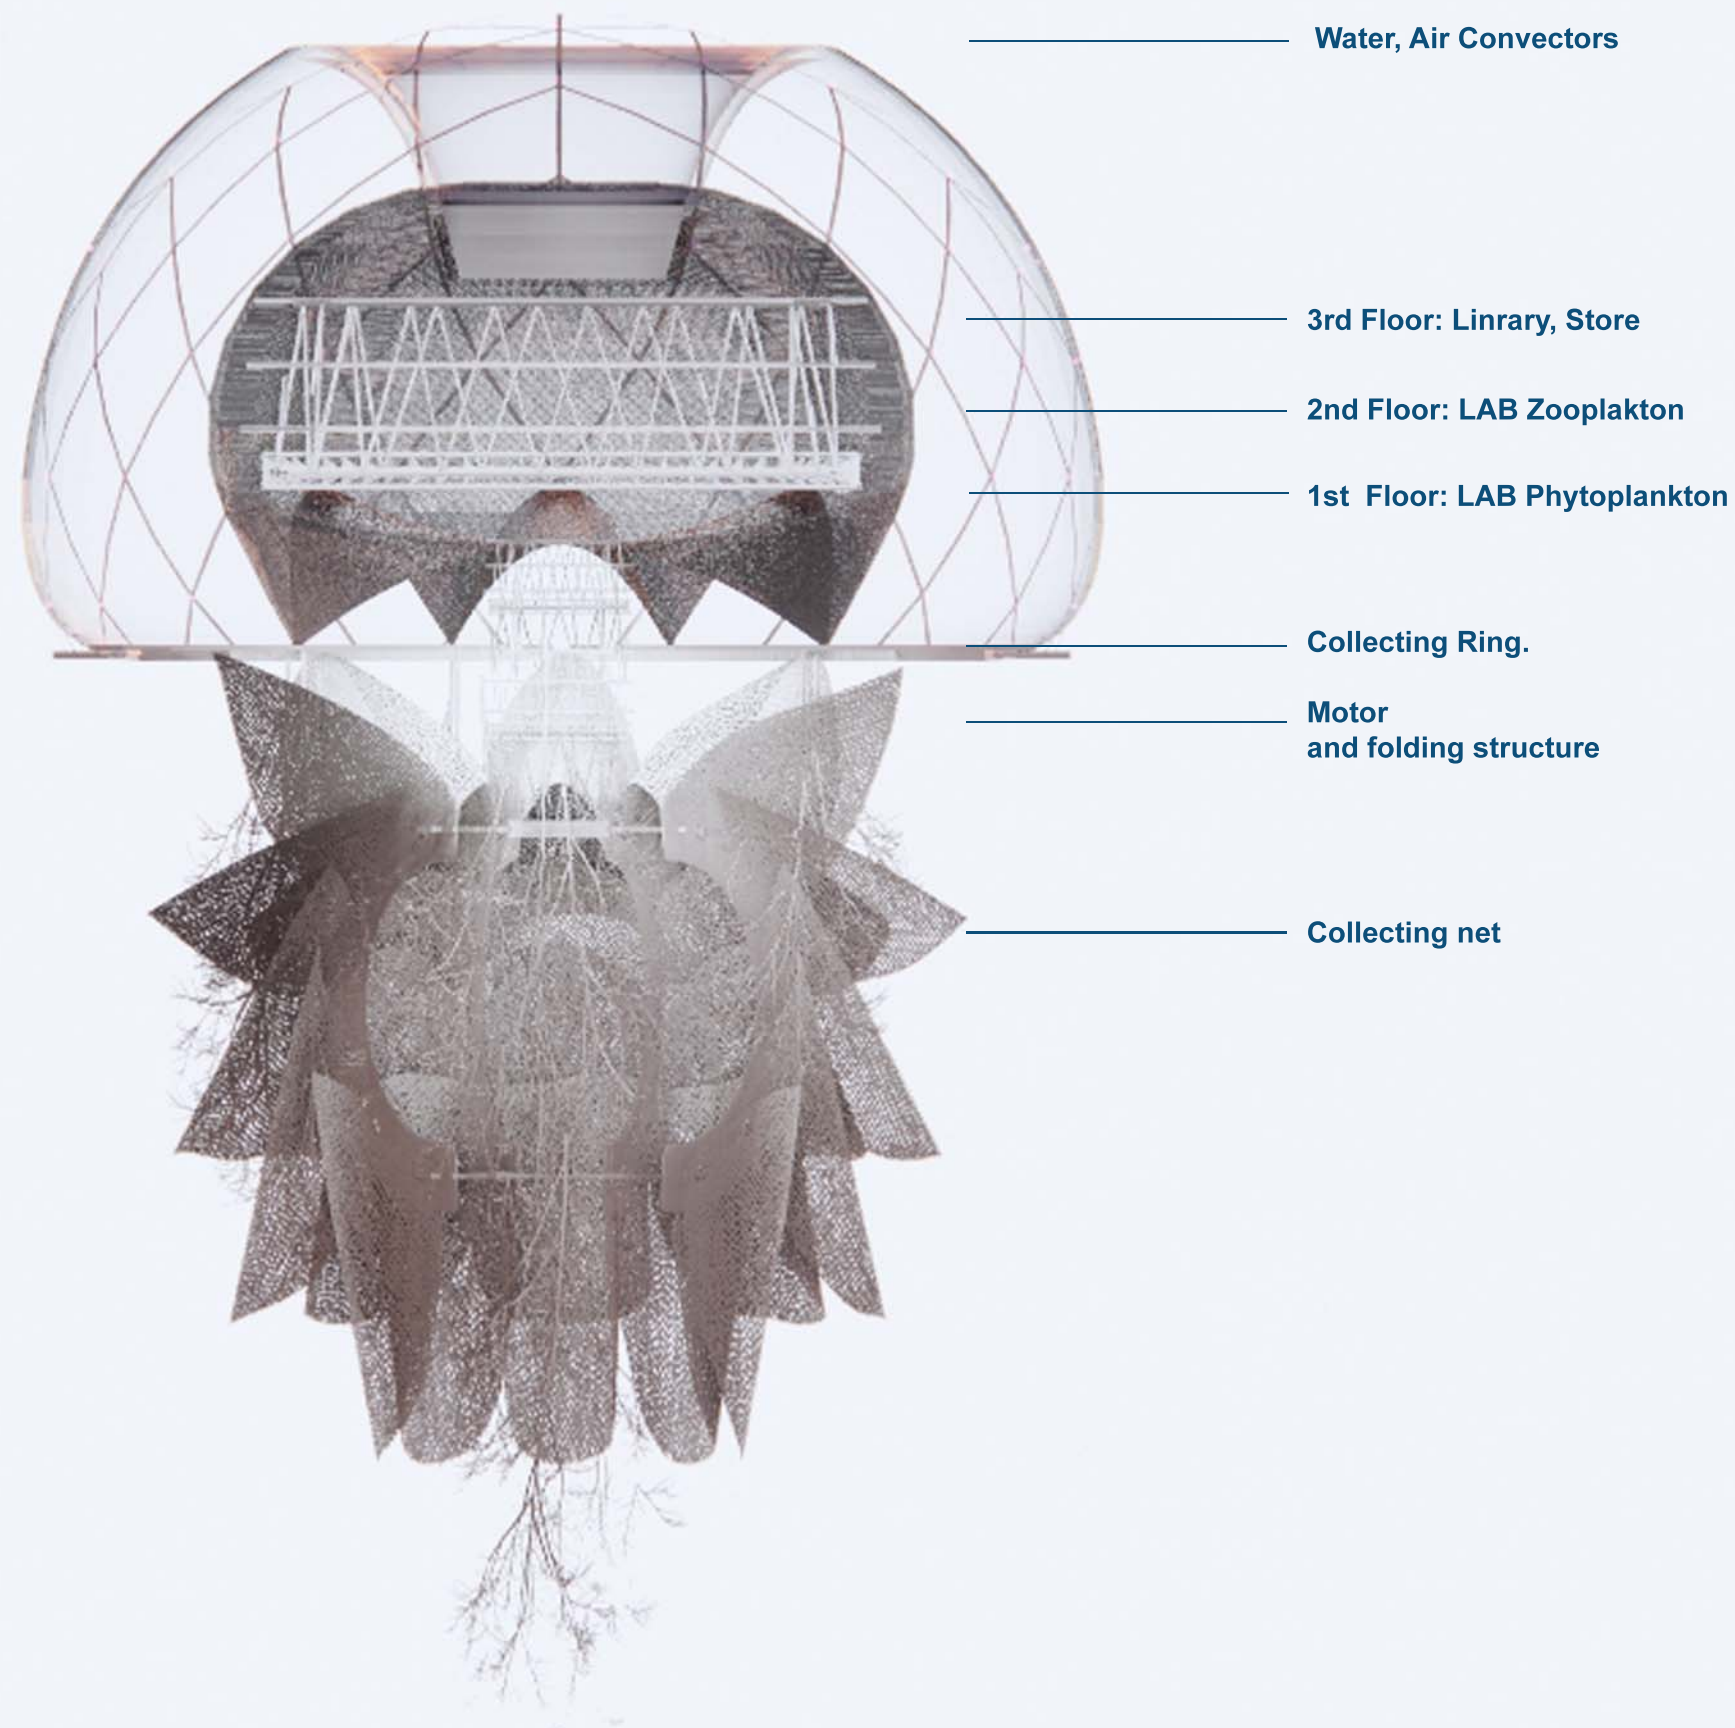 Water, Air Convectors
3rd Floor: Linrary, Store
2nd Floor: LAB Zooplakton
1st  Floor: LAB Phytoplankton
Collecting Ring.
Motor
and folding structure
Collecting net